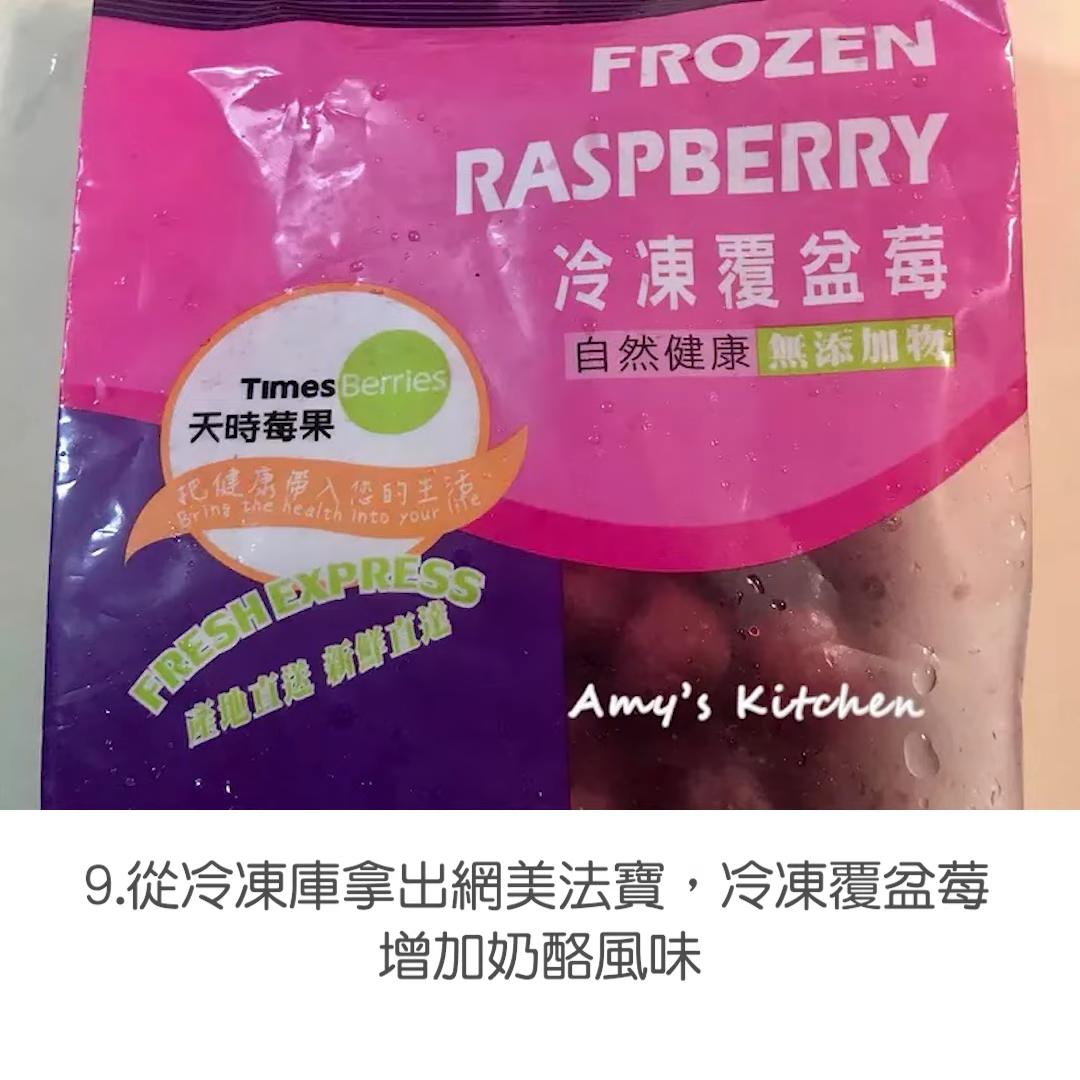 FROZEN
RASPBERRY
冷凍覆盆莓
自然健康 無添加物
Times Berries
天時莓果
把健康帶入您的生活
Bring the health into your life
FRESH EXPRESS
產地直送 新鮮直達
Amy's Kitchen
9.從冷凍庫拿出網美法寶，冷凍覆盆莓
增加奶酪風味